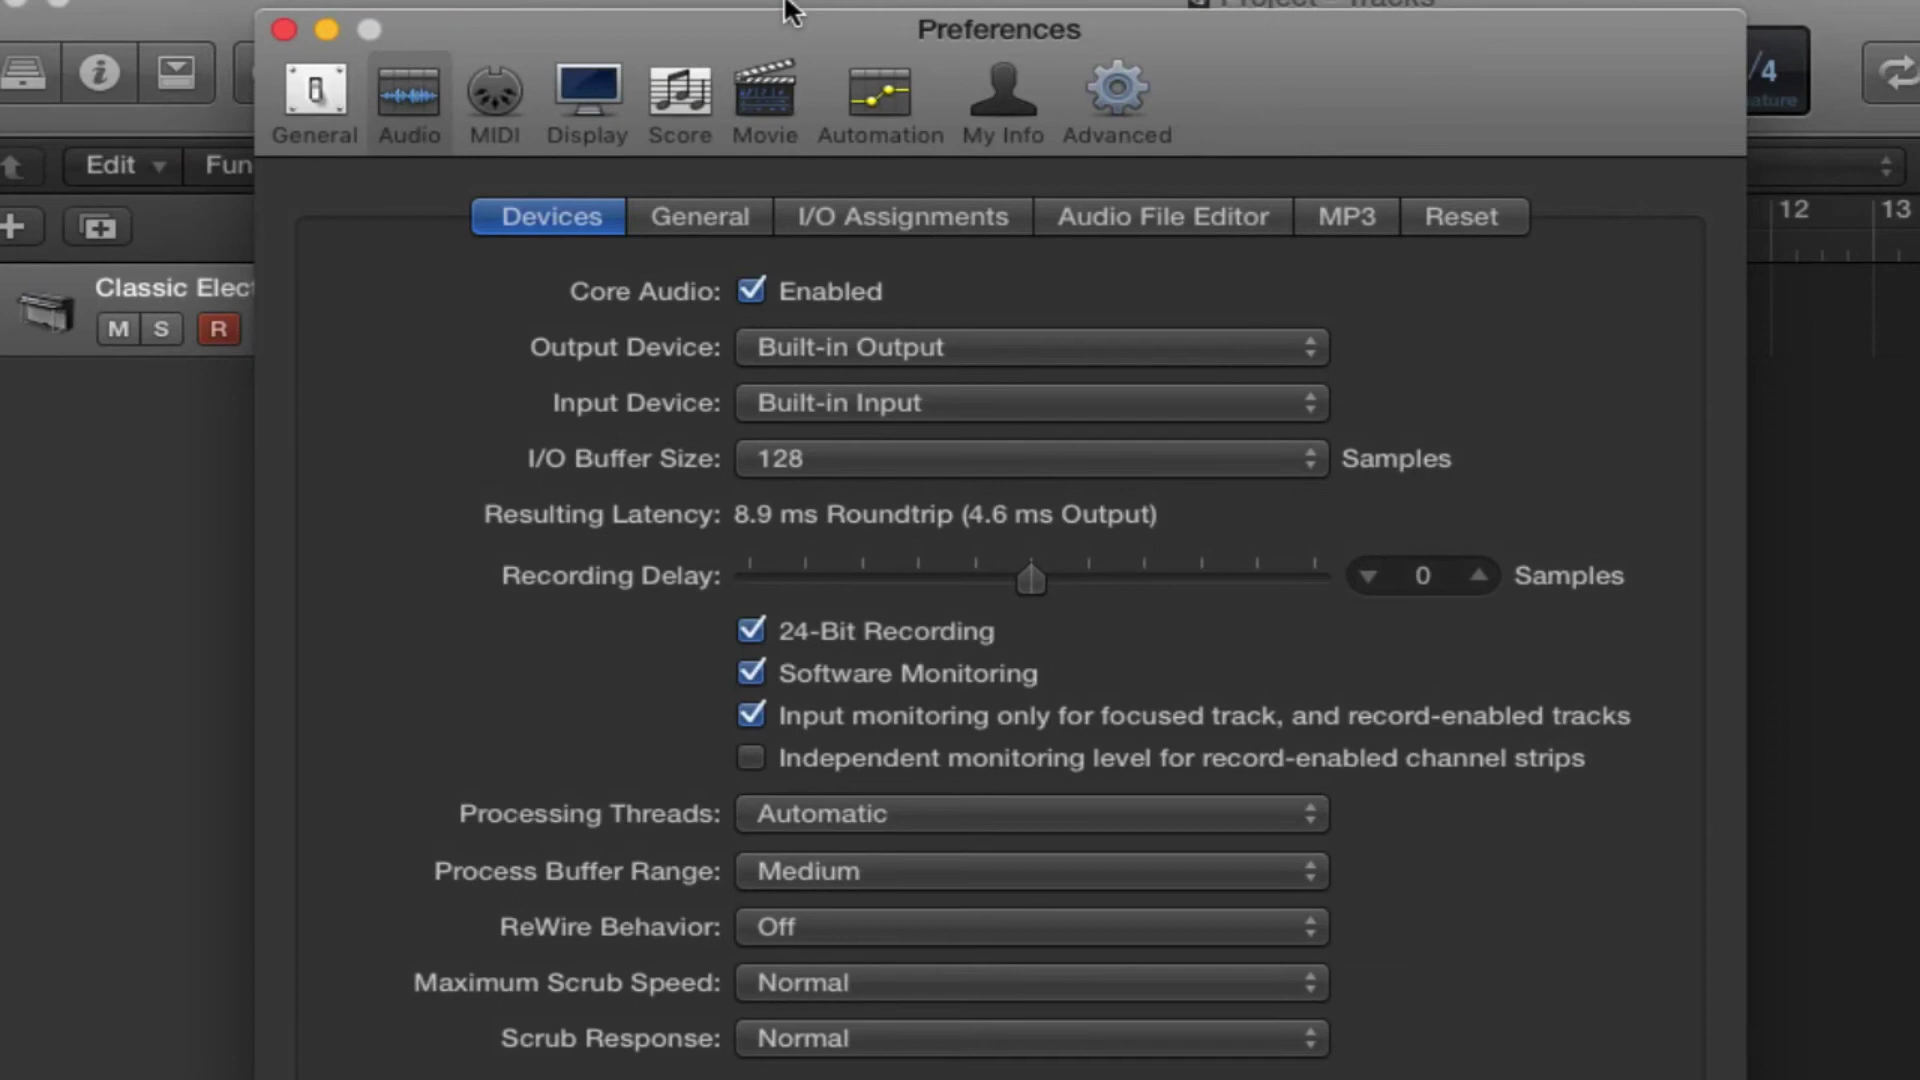 Project - Tracks
Preferences
General Audio MIDI Display Score Movie Automation My Info Advanced
/4
ature
Edit Fun
Devices General I/O Assignments Audio File Editor MP3 Reset
12 13
Classic Elec
M S R
Core Audio: Enabled
Output Device: Built-in Output
Input Device: Built-in Input
I/O Buffer Size: 128 Samples
Resulting Latency: 8.9 ms Roundtrip (4.6 ms Output)
Recording Delay: 0 Samples
24-Bit Recording
Software Monitoring
Input monitoring only for focused track, and record-enabled tracks
Independent monitoring level for record-enabled channel strips
Processing Threads: Automatic
Process Buffer Range: Medium
ReWire Behavior: Off
Maximum Scrub Speed: Normal
Scrub Response: Normal